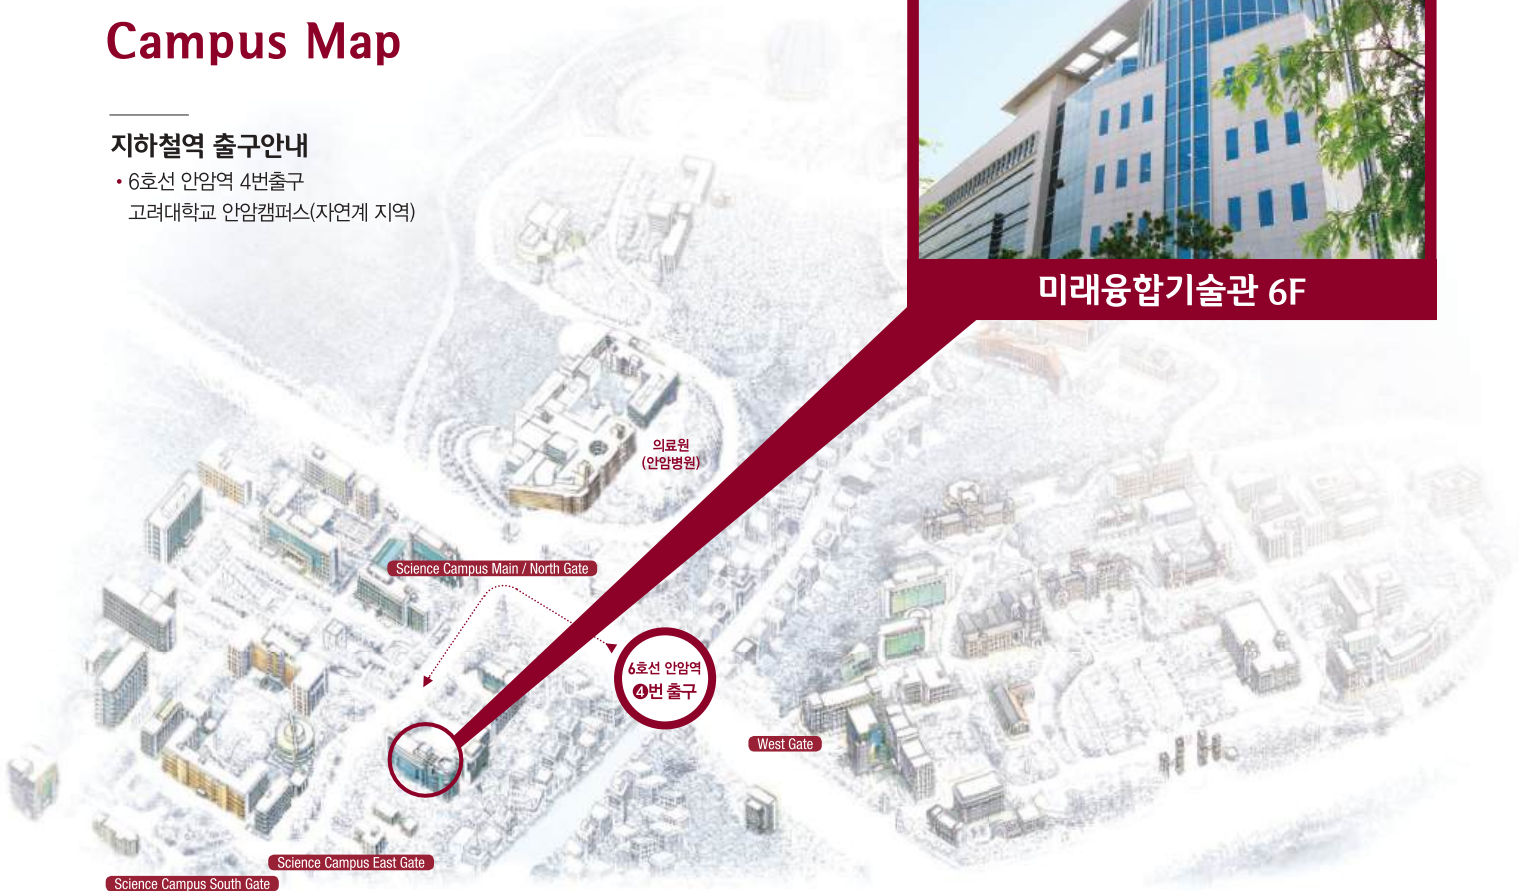 Campus Map
지하철역 출구안내
• 6호선 안암역 4번출구
고려대학교 안암캠퍼스(자연계 지역)
미래융합기술관 6F
의료원
(안암병원)
Science Campus Main / North Gate
6호선 안암역
❹번 출구
West Gate
Science Campus East Gate
Science Campus South Gate